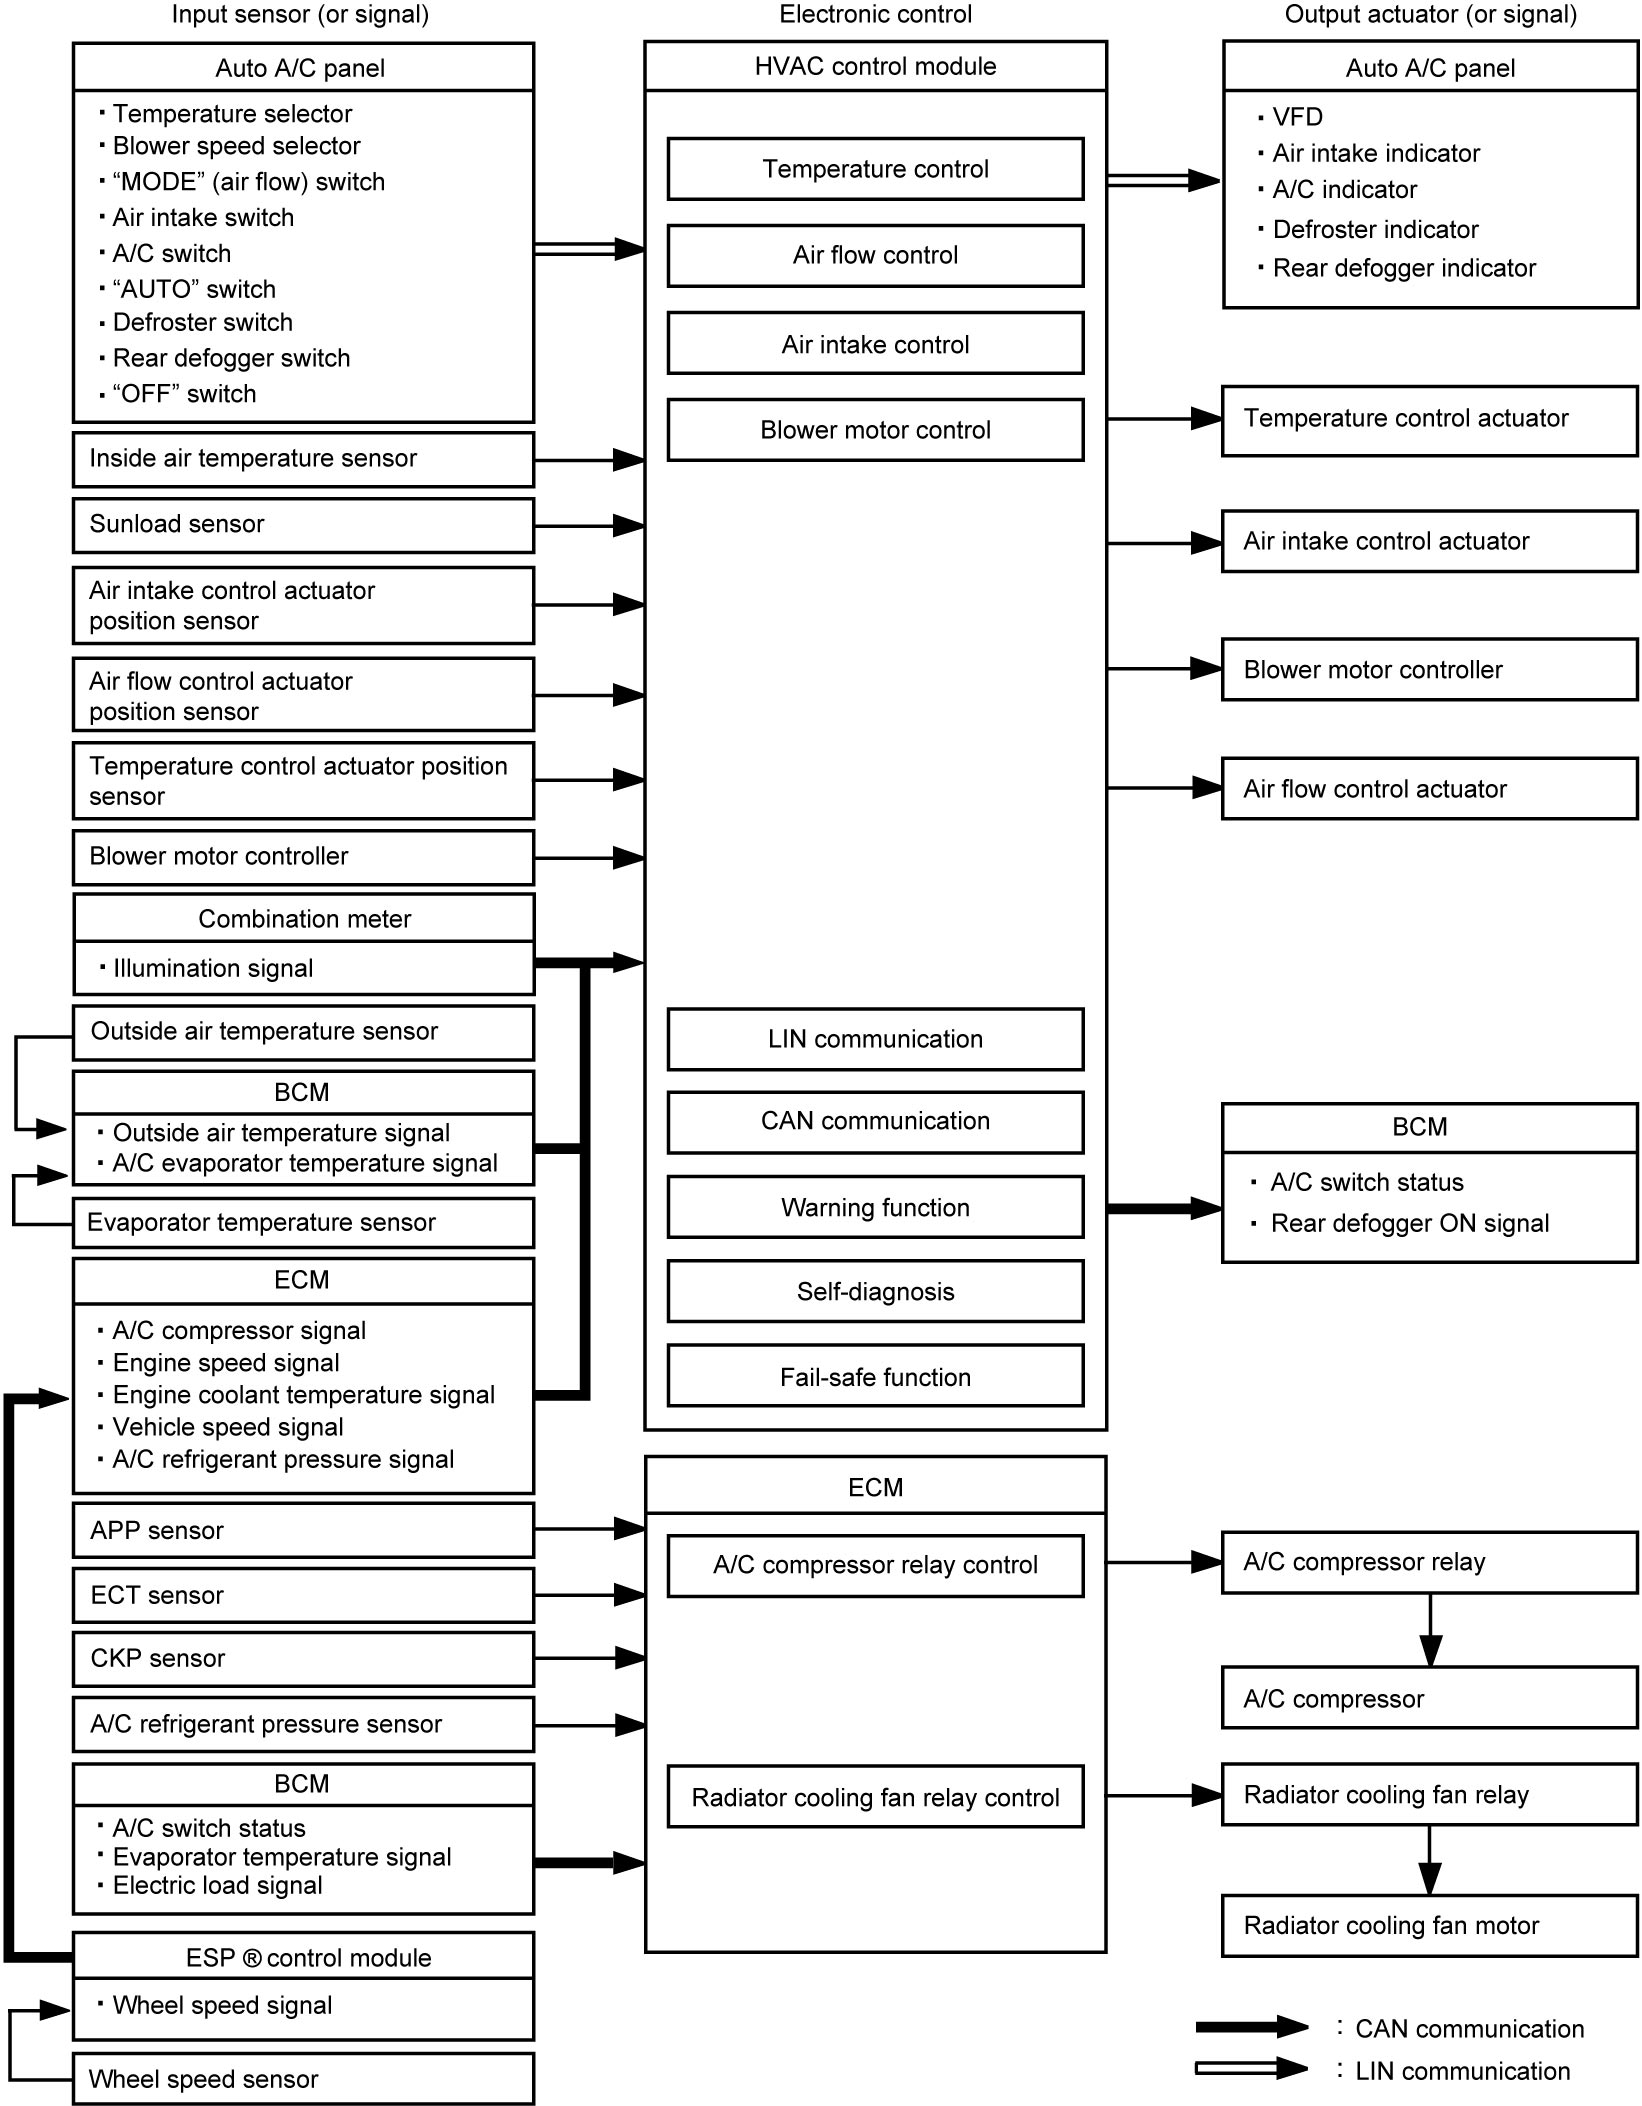 Input sensor (or signal)
Electronic control
Output actuator (or signal)
Auto A/C panel
・Temperature selector
・Blower speed selector
・“MODE” (air flow) switch
・Air intake switch
・A/C switch
・“AUTO” switch
・Defroster switch
・Rear defogger switch
・“OFF” switch
Inside air temperature sensor
Sunload sensor
Air intake control actuator
position sensor
Air flow control actuator
position sensor
Temperature control actuator position
sensor
Blower motor controller
Combination meter
・Illumination signal
Outside air temperature sensor
BCM
・Outside air temperature signal
・A/C evaporator temperature signal
Evaporator temperature sensor
ECM
・A/C compressor signal
・Engine speed signal
・Engine coolant temperature signal
・Vehicle speed signal
・A/C refrigerant pressure signal
APP sensor
ECT sensor
CKP sensor
A/C refrigerant pressure sensor
BCM
・A/C switch status
・Evaporator temperature signal
・Electric load signal
ESP ® control module
・Wheel speed signal
Wheel speed sensor
HVAC control module
Temperature control
Air flow control
Air intake control
Blower motor control
LIN communication
CAN communication
Warning function
Self-diagnosis
Fail-safe function
ECM
A/C compressor relay control
Radiator cooling fan relay control
Auto A/C panel
・VFD
・Air intake indicator
・A/C indicator
・Defroster indicator
・Rear defogger indicator
Temperature control actuator
Air intake control actuator
Blower motor controller
Air flow control actuator
BCM
・A/C switch status
・Rear defogger ON signal
A/C compressor relay
A/C compressor
Radiator cooling fan relay
Radiator cooling fan motor
: CAN communication
: LIN communication